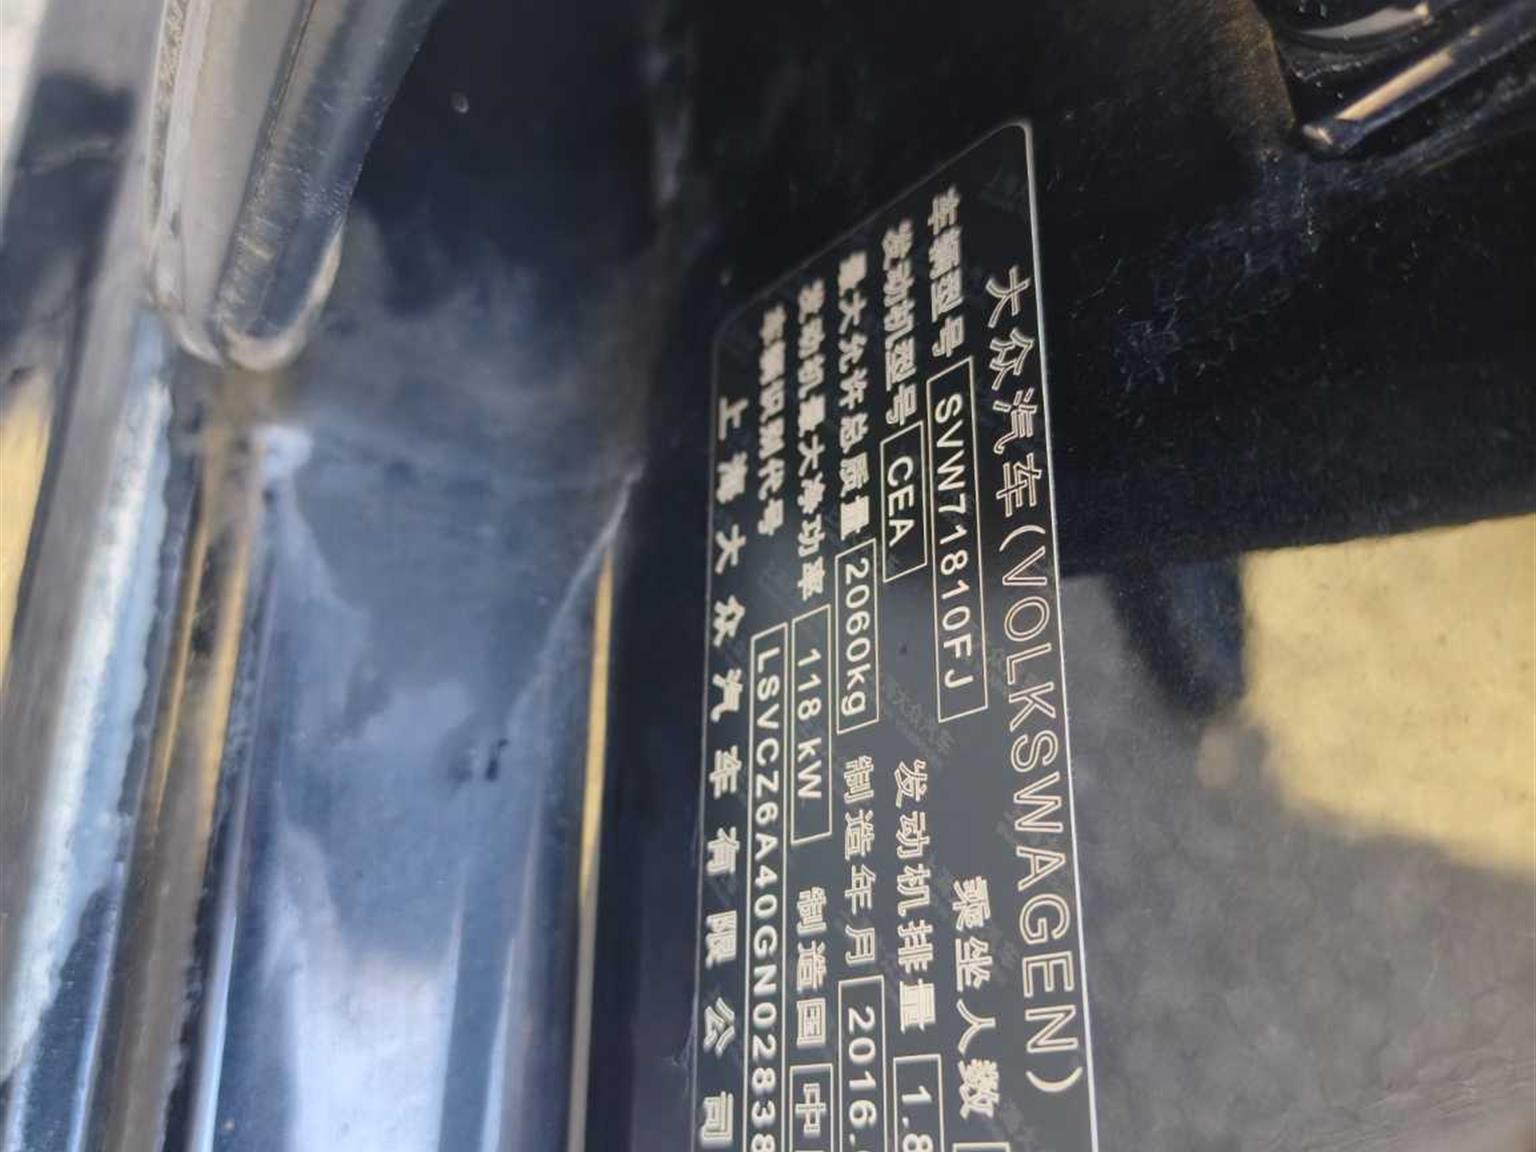 大众汽车(VOLKSWAGEN)
车辆型号 SVW71810FJ 乘坐人数
发动机型号 CEA 发动机排量 1.8
最大允许总质量 2060kg 制造年月 2016.
发动机最大净功率 118kW 制造国 中
车辆识别代号 LSVCZ6A40GN02838
上海大众汽车有限公司